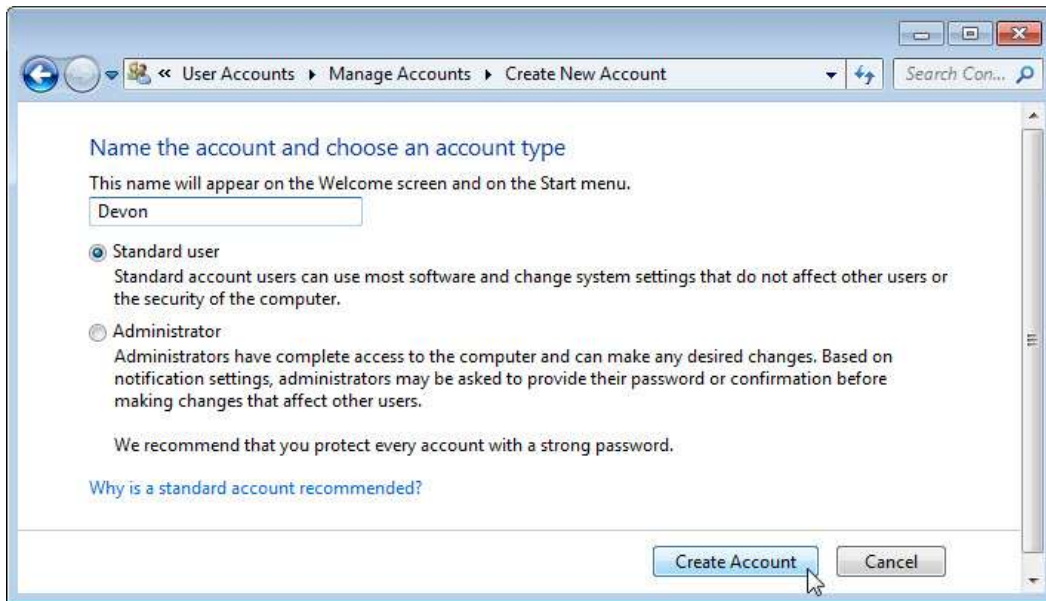 « User Accounts ▸ Manage Accounts ▸ Create New Account
Search Con...
Name the account and choose an account type
This name will appear on the Welcome screen and on the Start menu.
Devon
Standard user
Standard account users can use most software and change system settings that do not affect other users or
the security of the computer.
Administrator
Administrators have complete access to the computer and can make any desired changes. Based on
notification settings, administrators may be asked to provide their password or confirmation before
making changes that affect other users.
We recommend that you protect every account with a strong password.
Why is a standard account recommended?
Create Account
Cancel